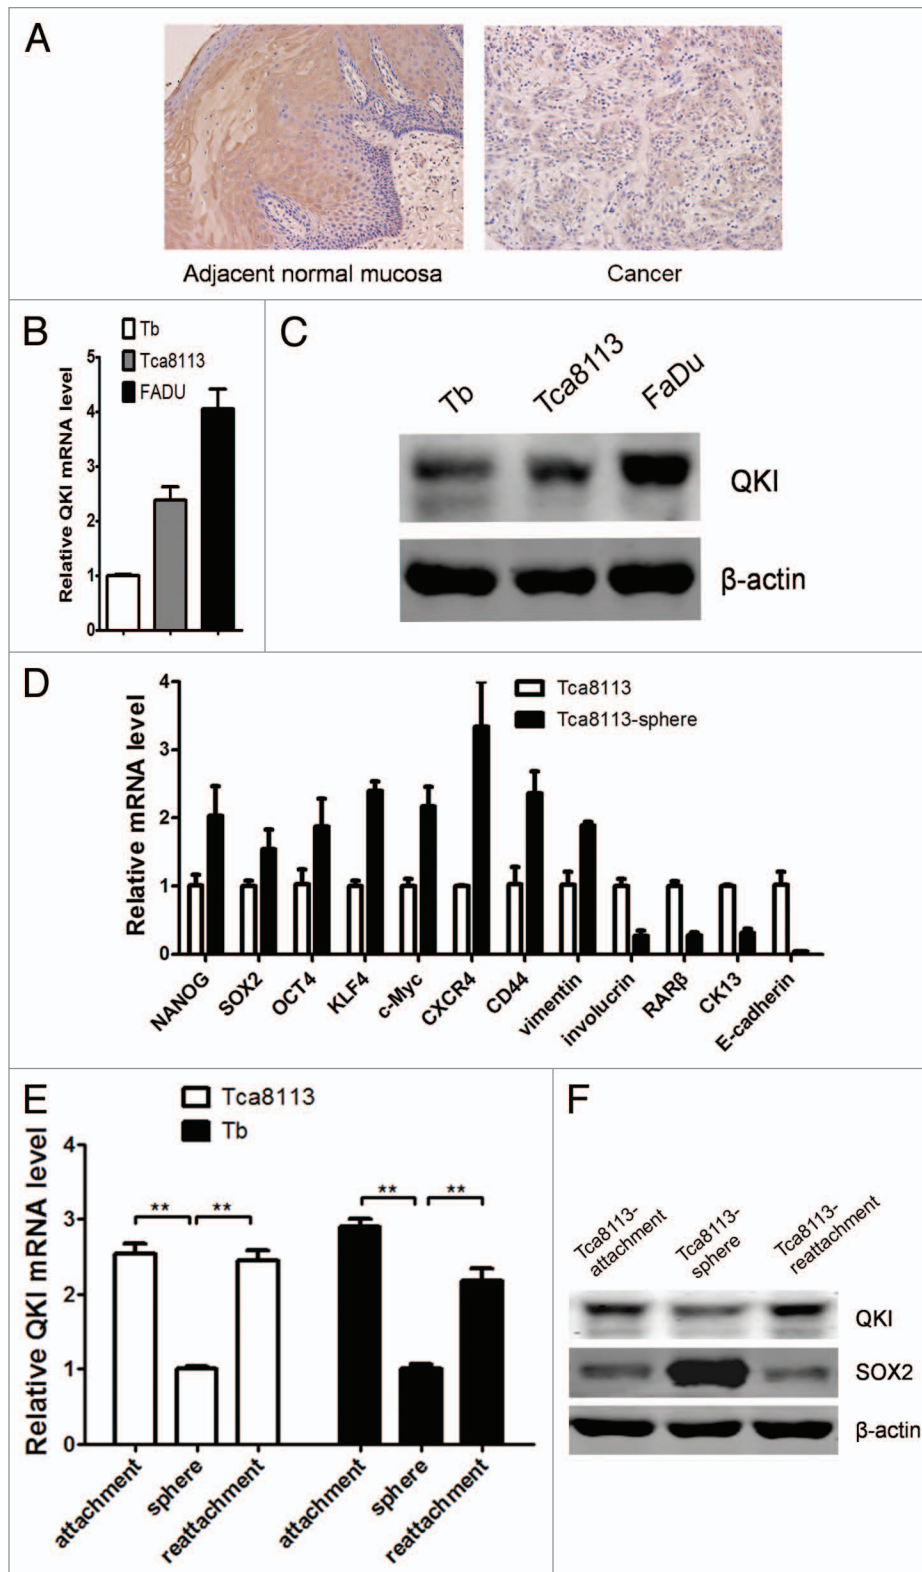 A
Adjacent normal mucosa
Cancer
B
Tb
Tca8113
FADU
Relative QKI mRNA level
5
4
3
2
1
0
C
Tb
Tca8113
FaDu
QKI
β-actin
D
Tca8113
Tca8113-sphere
Relative mRNA level
4
3
2
1
0
NANOG
SOX2
OCT4
KLF4
c-Myc
CXCR4
CD44
vimentin
involucrin
RARβ
CK13
E-cadherin
E
Tca8113
Tb
Relative QKI mRNA level
4
3
2
1
0
**
**
**
**
attachment
sphere
reattachment
attachment
sphere
reattachment
F
Tca8113-
attachment
Tca8113-
sphere
Tca8113-
reattachment
QKI
SOX2
β-actin